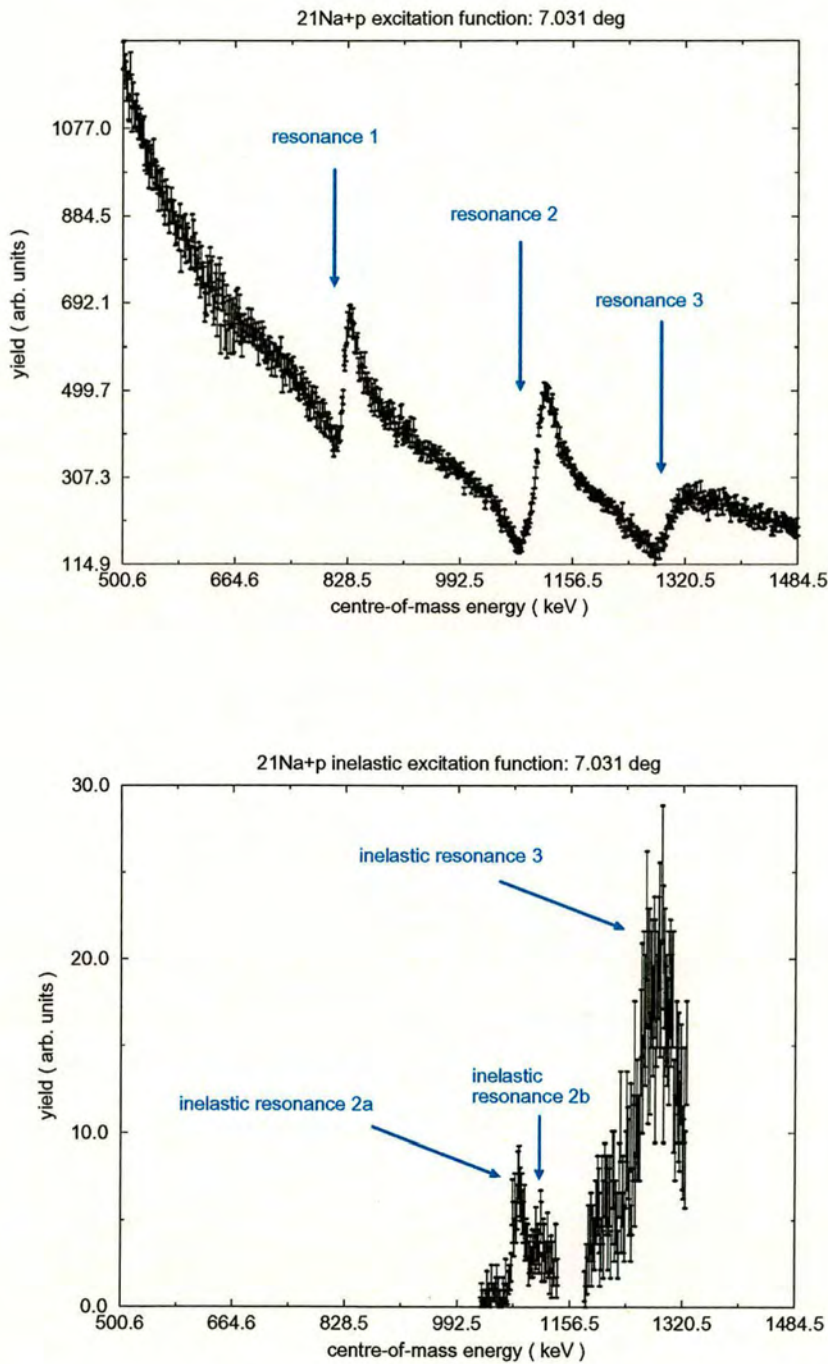 21Na+p excitation function: 7.031 deg
1077.0
884.5
692.1
499.7
307.3
114.9
yield ( arb. units )
resonance 1
resonance 2
resonance 3
500.6 664.6 828.5 992.5 1156.5 1320.5 1484.5
centre-of-mass energy ( keV )
21Na+p inelastic excitation function: 7.031 deg
30.0
20.0
10.0
0.0
yield ( arb. units )
inelastic resonance 3
inelastic resonance 2a
inelastic
resonance 2b
500.6 664.6 828.5 992.5 1156.5 1320.5 1484.5
centre-of-mass energy ( keV )